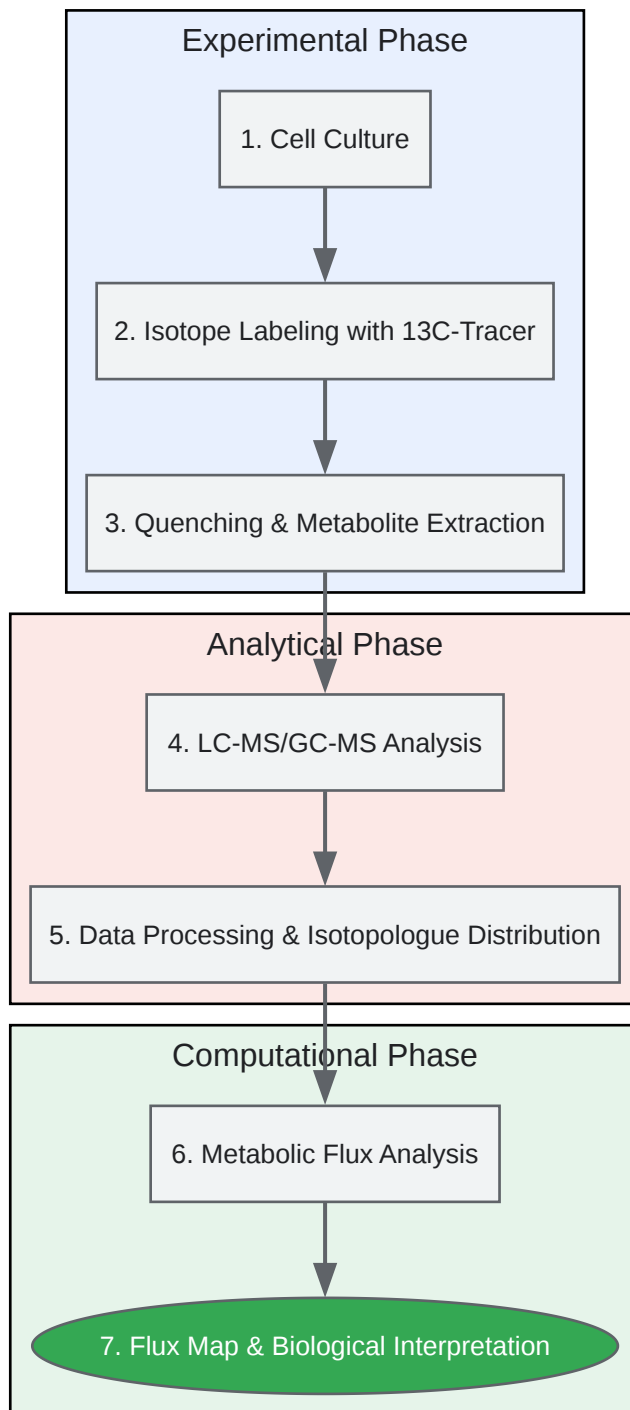 Experimental Phase
1. Cell Culture
2. Isotope Labeling with 13C-Tracer
3. Quenching & Metabolite Extraction
Analytical Phase
4. LC-MS/GC-MS Analysis
5. Data Processing & Isotopologue Distribution
Computational Phase
6. Metabolic Flux Analysis
7. Flux Map & Biological Interpretation